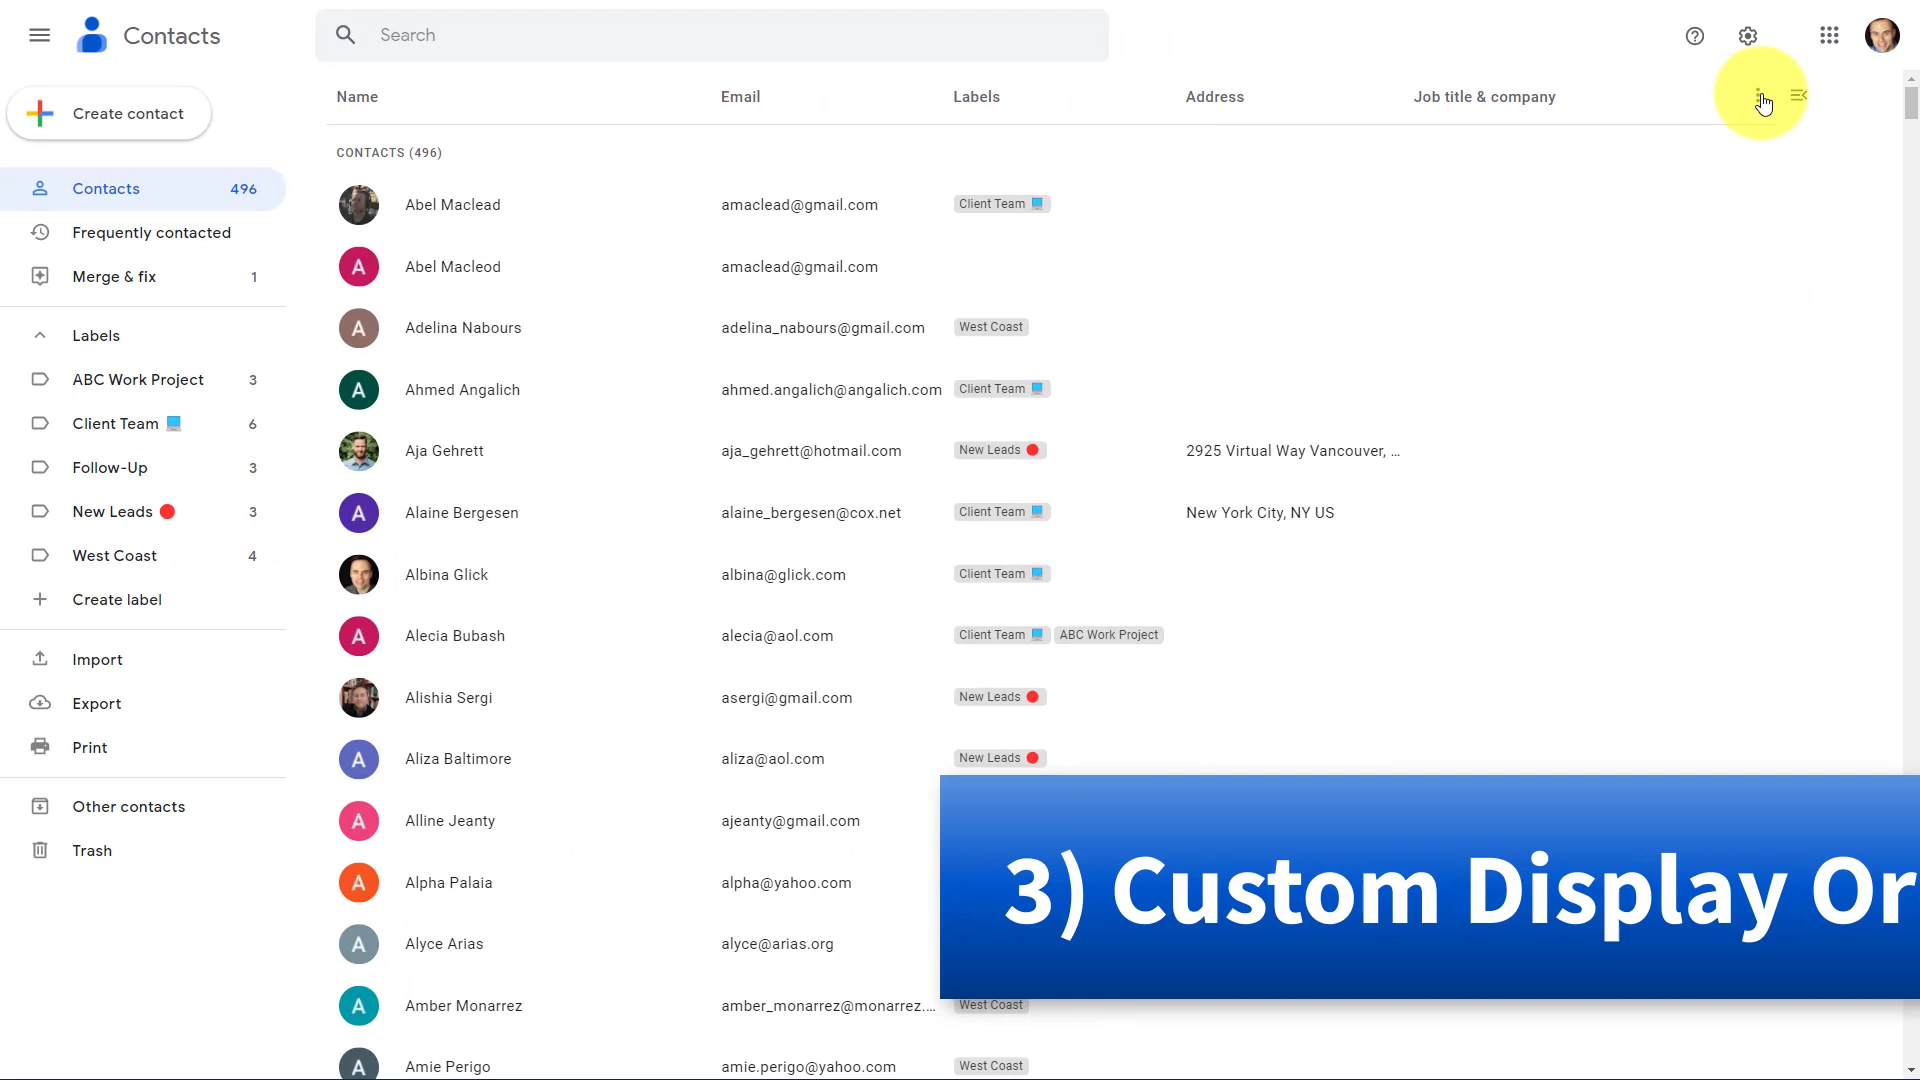 Contacts
Search
Create contact
Contacts 496
Frequently contacted
Merge & fix 1
Labels
ABC Work Project 3
Client Team 6
Follow-Up 3
New Leads 3
West Coast 4
Create label
Import
Export
Print
Other contacts
Trash
Name Email Labels Address Job title & company
CONTACTS (496)
Abel Maclead amaclead@gmail.com Client Team
A Abel Macleod amaclead@gmail.com
A Adelina Nabours adelina_nabours@gmail.com West Coast
A Ahmed Angalich ahmed.angalich@angalich.com Client Team
Aja Gehrett aja_gehrett@hotmail.com New Leads 2925 Virtual Way Vancouver, ...
A Alaine Bergesen alaine_bergesen@cox.net Client Team New York City, NY US
Albina Glick albina@glick.com Client Team
A Alecia Bubash alecia@aol.com Client Team ABC Work Project
Alishia Sergi asergi@gmail.com New Leads
A Aliza Baltimore aliza@aol.com New Leads
A Alline Jeanty ajeanty@gmail.com
A Alpha Palaia alpha@yahoo.com
A Alyce Arias alyce@arias.org
A Amber Monarrez amber_monarrez@monarrez.... West Coast
A Amie Perigo amie.perigo@yahoo.com West Coast
3) Custom Display Or